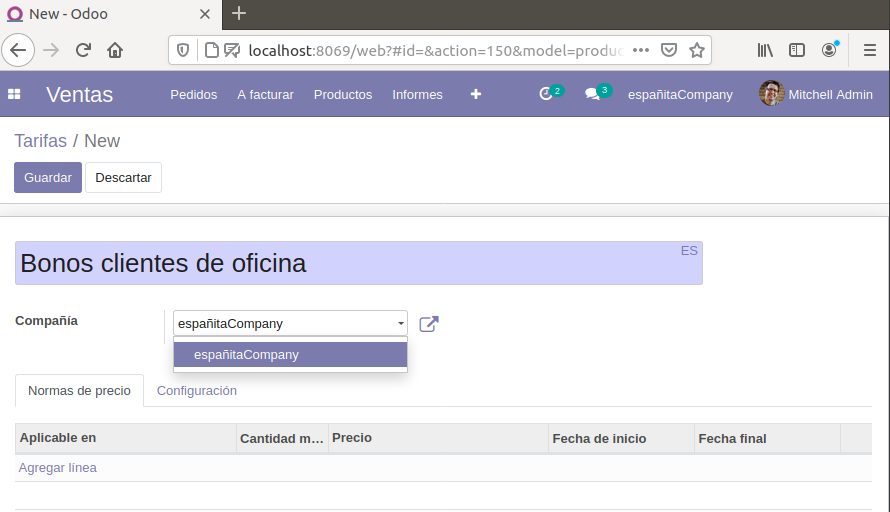 New - Odoo
localhost:8069/web?#id=&action=150&model=produc
Ventas Pedidos A facturar Productos Informes 2 3 españitaCompany Mitchell Admin
Tarifas / New
Guardar Descartar
Bonos clientes de oficina ES
Compañía españitaCompany
españitaCompany
Normas de precio Configuración
Aplicable en Cantidad m... Precio Fecha de inicio Fecha final
Agregar línea